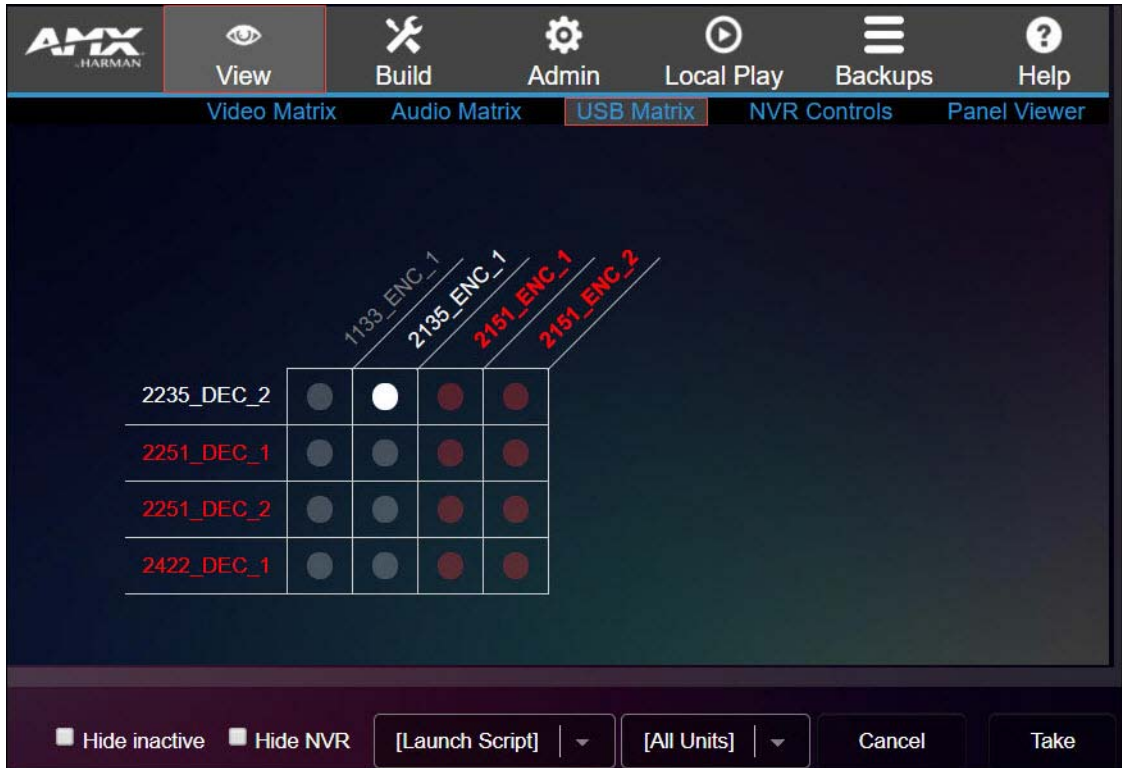 AMX
BY HARMAN
View
Build
Admin
Local Play
Backups
Help
Video Matrix
Audio Matrix
USB Matrix
NVR Controls
Panel Viewer
1133_ENC_1
2135_ENC_1
2151_ENC_1
2151_ENC_2
2235_DEC_2
2251_DEC_1
2251_DEC_2
2422_DEC_1
Hide inactive
Hide NVR
[Launch Script]
[All Units]
Cancel
Take